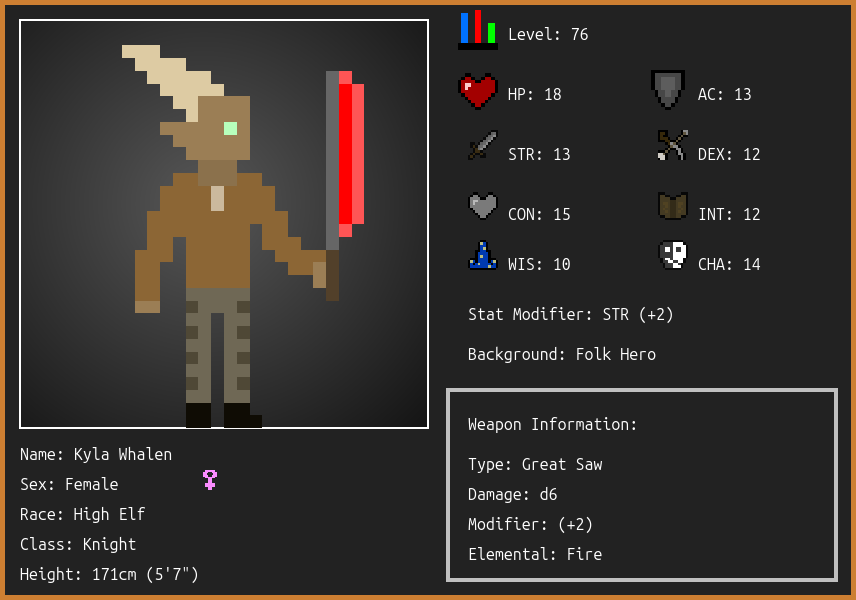 Level: 76
HP: 18 AC: 13
STR: 13 DEX: 12
CON: 15 INT: 12
WIS: 10 CHA: 14
Stat Modifier: STR (+2)
Background: Folk Hero
Weapon Information:
Type: Great Saw
Damage: d6
Modifier: (+2)
Elemental: Fire
Name: Kyla Whalen
Sex: Female
Race: High Elf
Class: Knight
Height: 171cm (5'7")